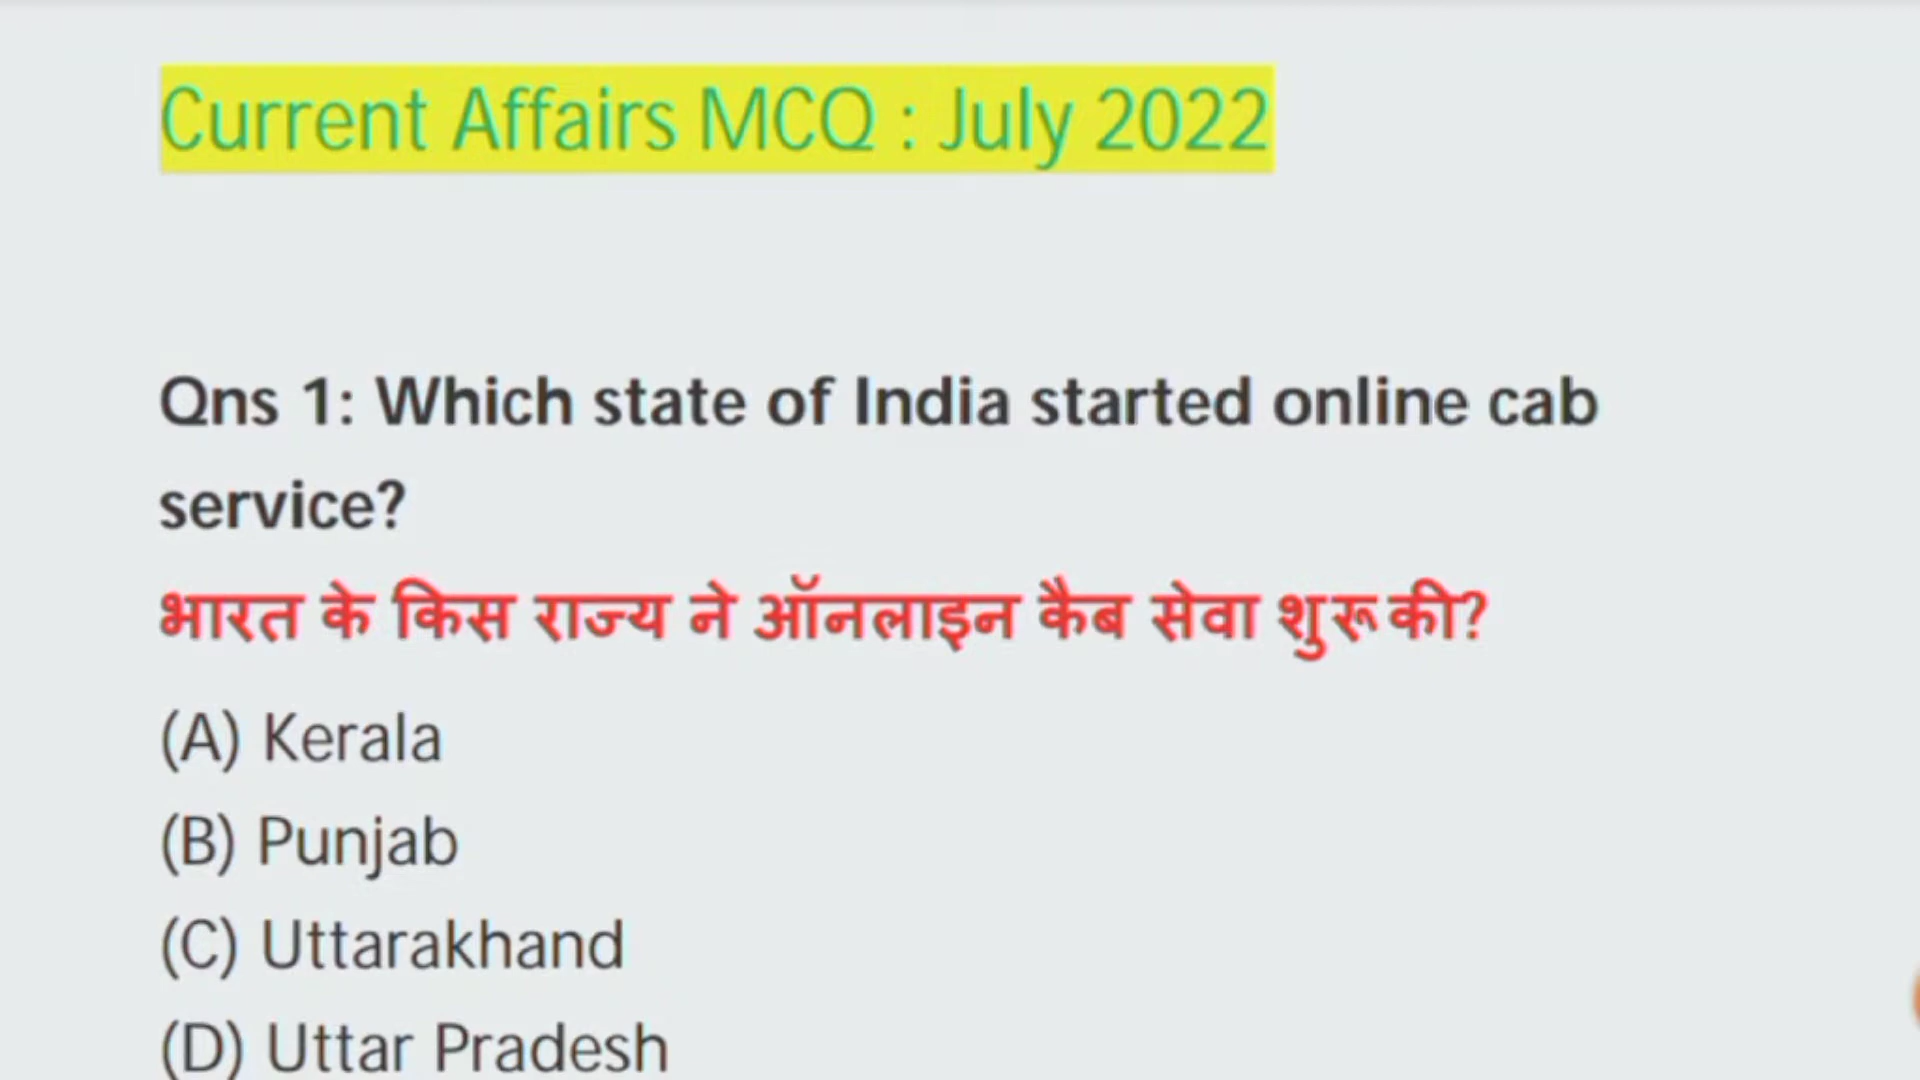 Current Affairs MCQ : July 2022
Qns 1: Which state of India started online cab
service?
भारत के किस राज्य ने ऑनलाइन कैब सेवा शुरू की?
(A) Kerala
(B) Punjab
(C) Uttarakhand
(D) Uttar Pradesh